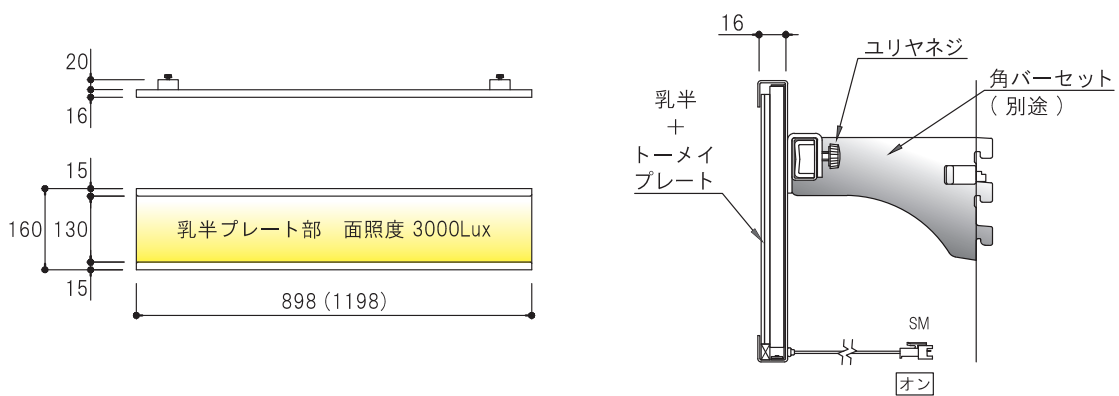 20
16
15
160
130
15
乳半プレート部　面照度 3000Lux
898 (1198)
16
ユリヤネジ
角バーセット
( 別途 )
乳半
+
トーメイ
プレート
SM
オン